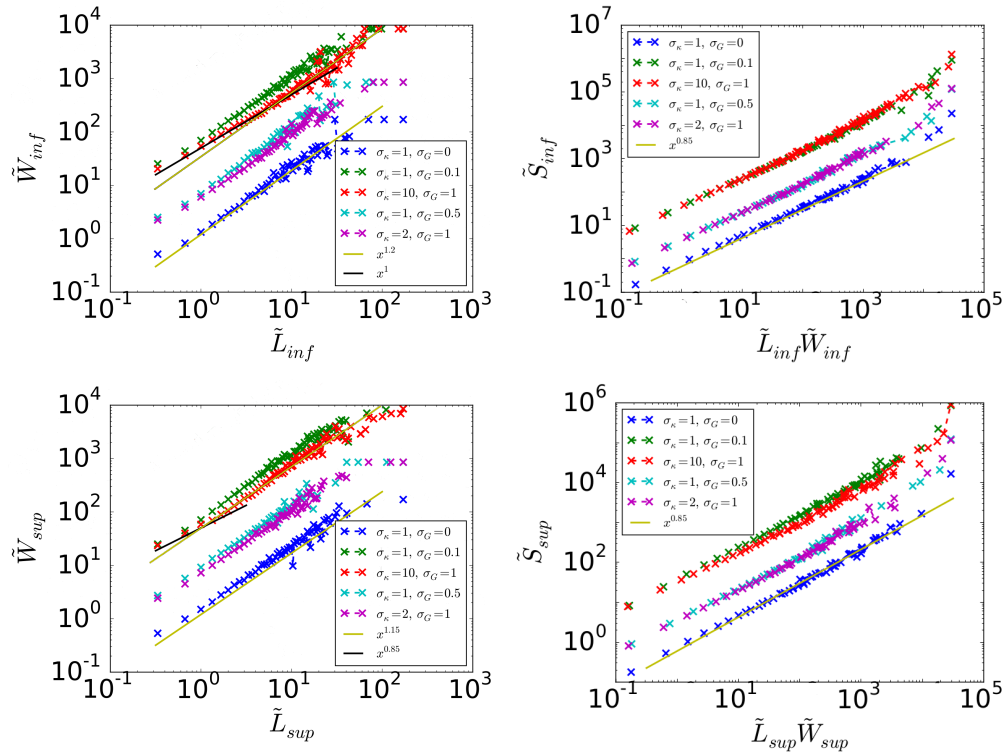 10^4
10^3
10^2
10^1
10^0
10^-1
W̃_inf
σ_κ=1, σ_G=0
σ_κ=1, σ_G=0.1
σ_κ=10, σ_G=1
σ_κ=1, σ_G=0.5
σ_κ=2, σ_G=1
x^1.2
x^1
10^-1 10^0 10^1 10^2 10^3
L̃_inf
10^7
10^5
10^3
10^1
10^-1
S̃_inf
σ_κ=1, σ_G=0
σ_κ=1, σ_G=0.1
σ_κ=10, σ_G=1
σ_κ=1, σ_G=0.5
σ_κ=2, σ_G=1
x^0.85
10^-1 10^1 10^3 10^5
L̃_inf W̃_inf
10^4
10^3
10^2
10^1
10^0
10^-1
W̃_sup
σ_κ=1, σ_G=0
σ_κ=1, σ_G=0.1
σ_κ=10, σ_G=1
σ_κ=1, σ_G=0.5
σ_κ=2, σ_G=1
x^1.15
x^0.85
10^-1 10^0 10^1 10^2 10^3
L̃_sup
10^6
10^4
10^2
10^0
S̃_sup
σ_κ=1, σ_G=0
σ_κ=1, σ_G=0.1
σ_κ=10, σ_G=1
σ_κ=1, σ_G=0.5
σ_κ=2, σ_G=1
x^0.85
10^-1 10^1 10^3 10^5
L̃_sup W̃_sup